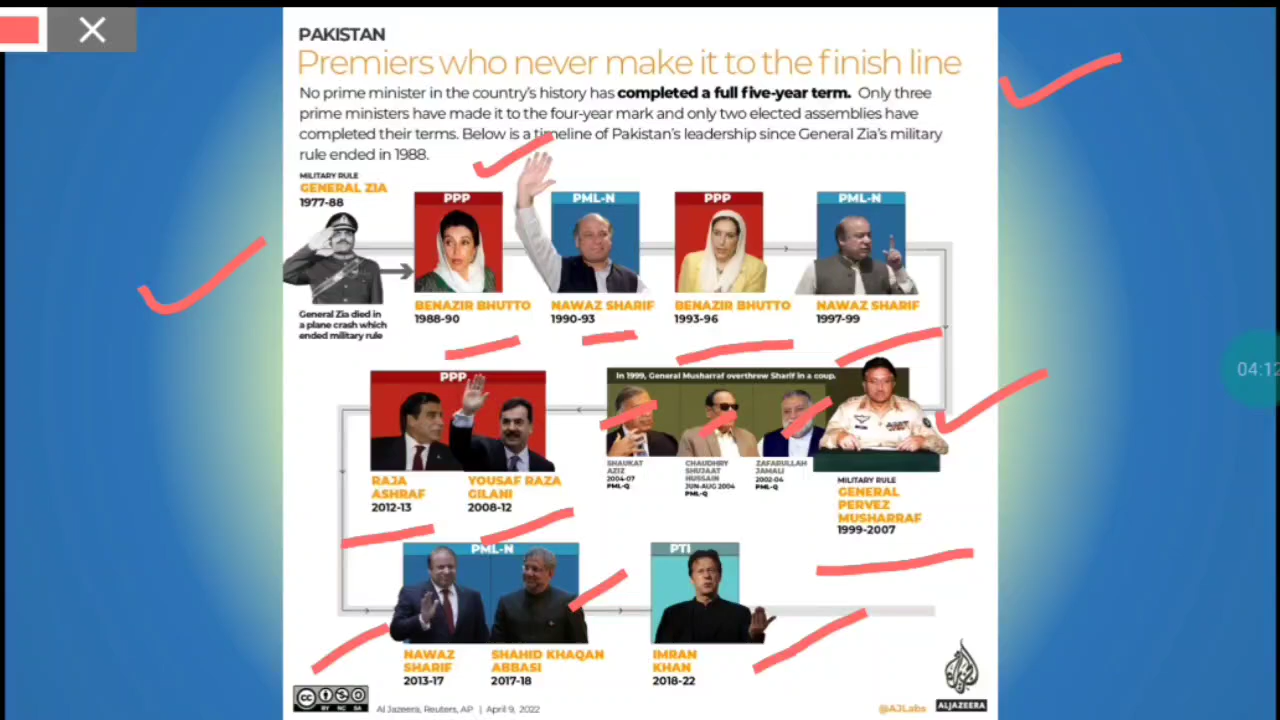 PAKISTAN
Premiers who never make it to the finish line
No prime minister in the country's history has completed a full five-year term. Only three
prime ministers have made it to the four-year mark and only two elected assemblies have
completed their terms. Below is a timeline of Pakistan's leadership since General Zia's military
rule ended in 1988.
MILITARY RULE
GENERAL ZIA
1977-88
General Zia died in
a plane crash which
ended military rule
PPP
BENAZIR BHUTTO
1988-90
PML-N
NAWAZ SHARIF
1990-93
PPP
BENAZIR BHUTTO
1993-96
PML-N
NAWAZ SHARIF
1997-99
In 1999, General Musharraf overthrew Sharif in a coup.
MILITARY RULE
GENERAL
PERVEZ
MUSHARRAF
1999-2007
ZAFARULLAH
JAMALI
2002-04
PML-Q
CHAUDHRY
SHUJAAT
HUSSAIN
JUN-AUG 2004
PML-Q
SHAUKAT
AZIZ
2004-07
PML-Q
PPP
YOUSAF RAZA
GILANI
2008-12
RAJA
ASHRAF
2012-13
PML-N
NAWAZ
SHARIF
2013-17
SHAHID KHAQAN
ABBASI
2017-18
PTI
IMRAN
KHAN
2018-22
04:12
cc BY NC SA
Al Jazeera, Reuters, AP | April 9, 2022
@AJLabs
ALJAZEERA